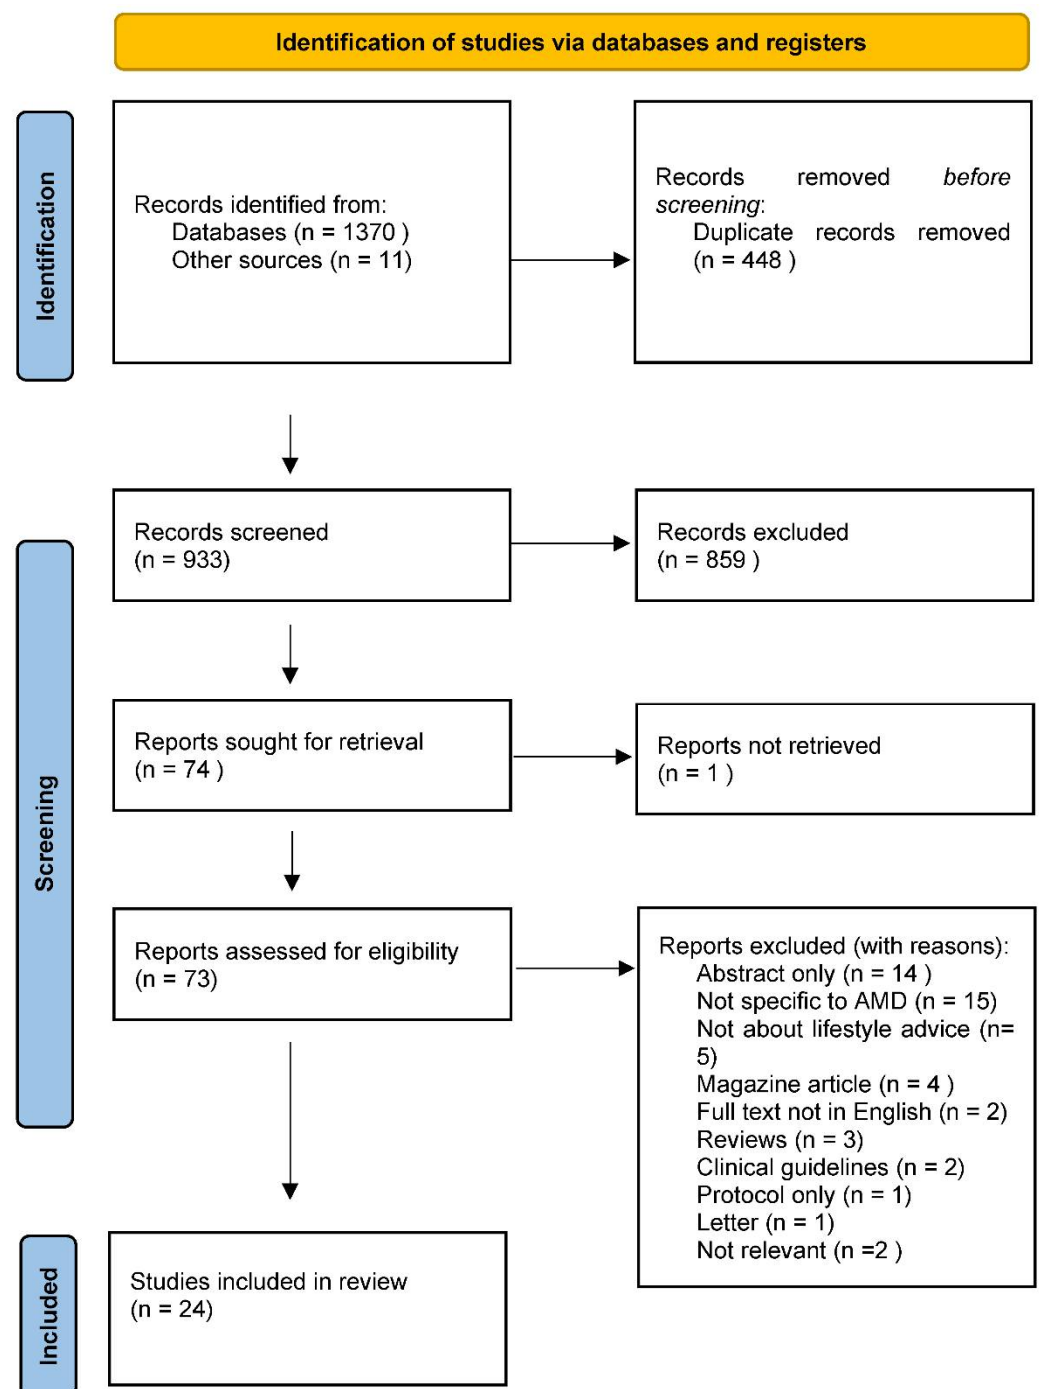 Identification of studies via databases and registers
Identification
Records identified from:
Databases (n = 1370 )
Other sources (n = 11)
Records removed before
screening:
Duplicate records removed
(n = 448 )
Screening
Records screened
(n = 933)
Records excluded
(n = 859 )
Reports sought for retrieval
(n = 74 )
Reports not retrieved
(n = 1 )
Reports assessed for eligibility
(n = 73)
Reports excluded (with reasons):
Abstract only (n = 14 )
Not specific to AMD (n = 15)
Not about lifestyle advice (n=
5)
Magazine article (n = 4 )
Full text not in English (n = 2)
Reviews (n = 3)
Clinical guidelines (n = 2)
Protocol only (n = 1)
Letter (n = 1)
Not relevant (n =2 )
Included
Studies included in review
(n = 24)